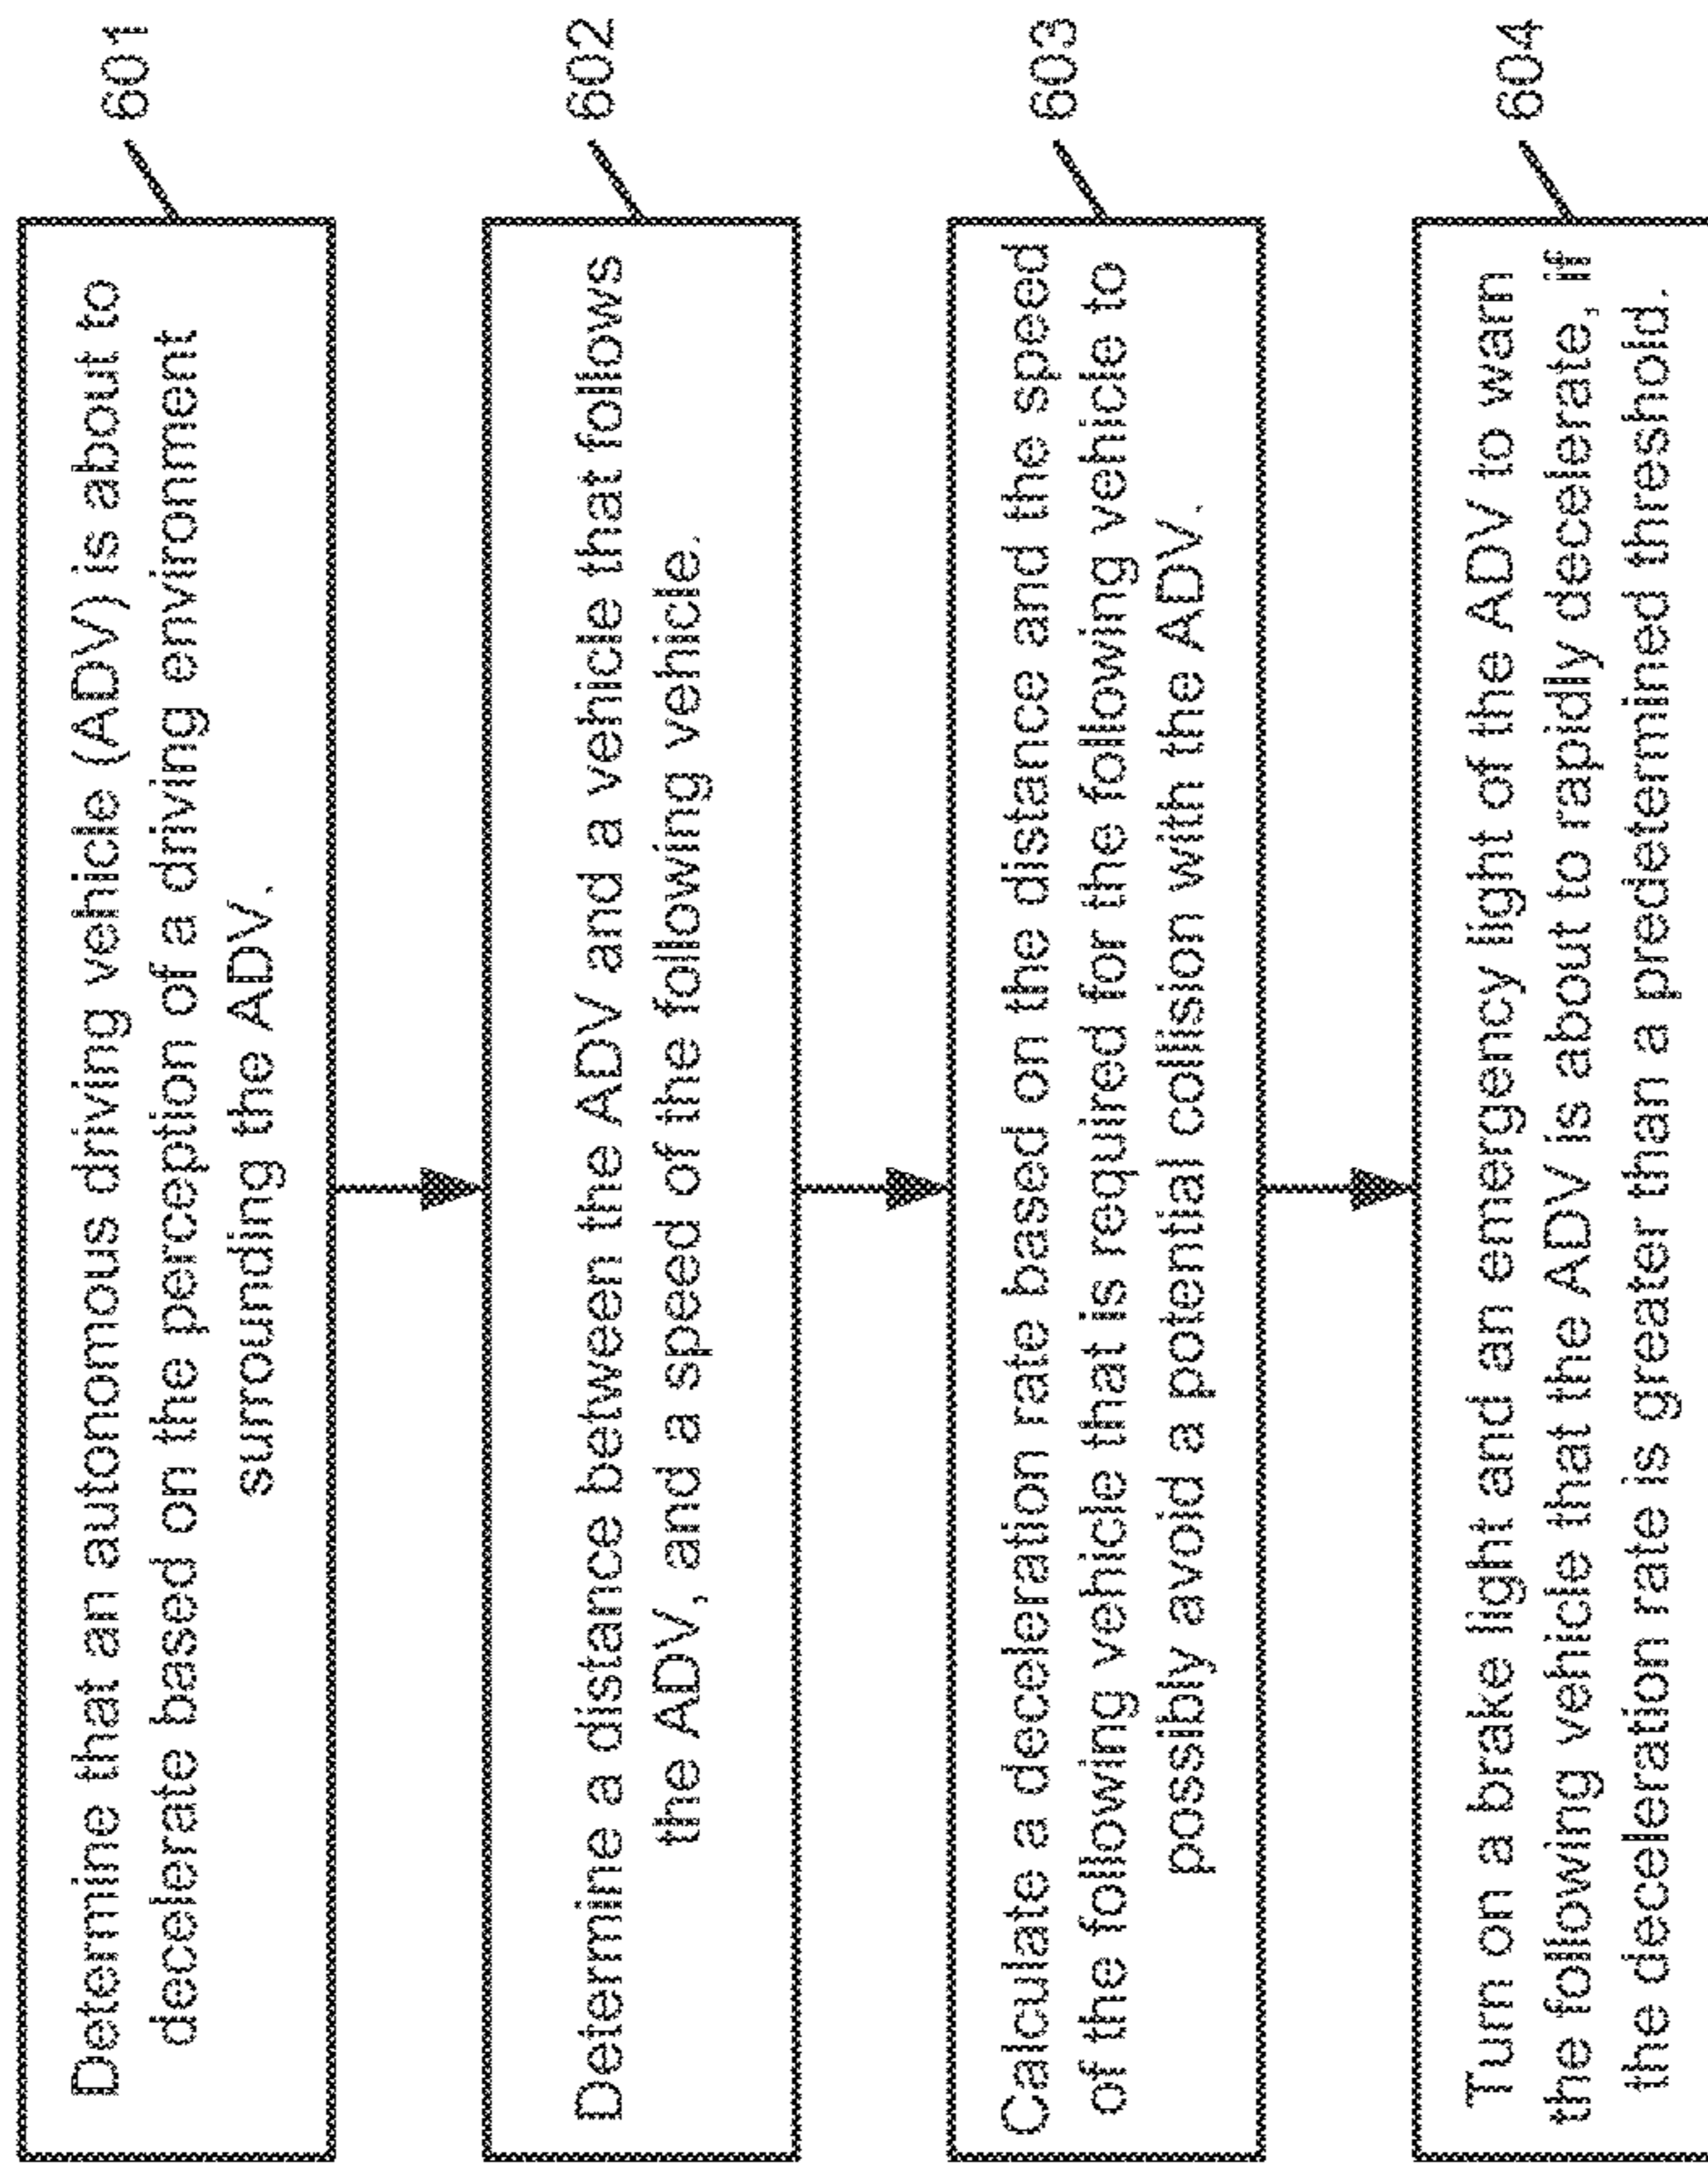 601
Determine that an autonomous driving vehicle (ADV) is about to
decelerate based on the perception of a driving environment
surrounding the ADV.
602
Determine a distance between the ADV and a vehicle that follows
the ADV, and a speed of the following vehicle.
603
Calculate a deceleration rate based on the distance and the speed
of the following vehicle that is required for the following vehicle to
possibly avoid a potential collision with the ADV.
604
Turn on a brake light and an emergency light of the ADV to warn
the following vehicle that the ADV is about to rapidly decelerate, if
the deceleration rate is greater than a predetermined threshold.